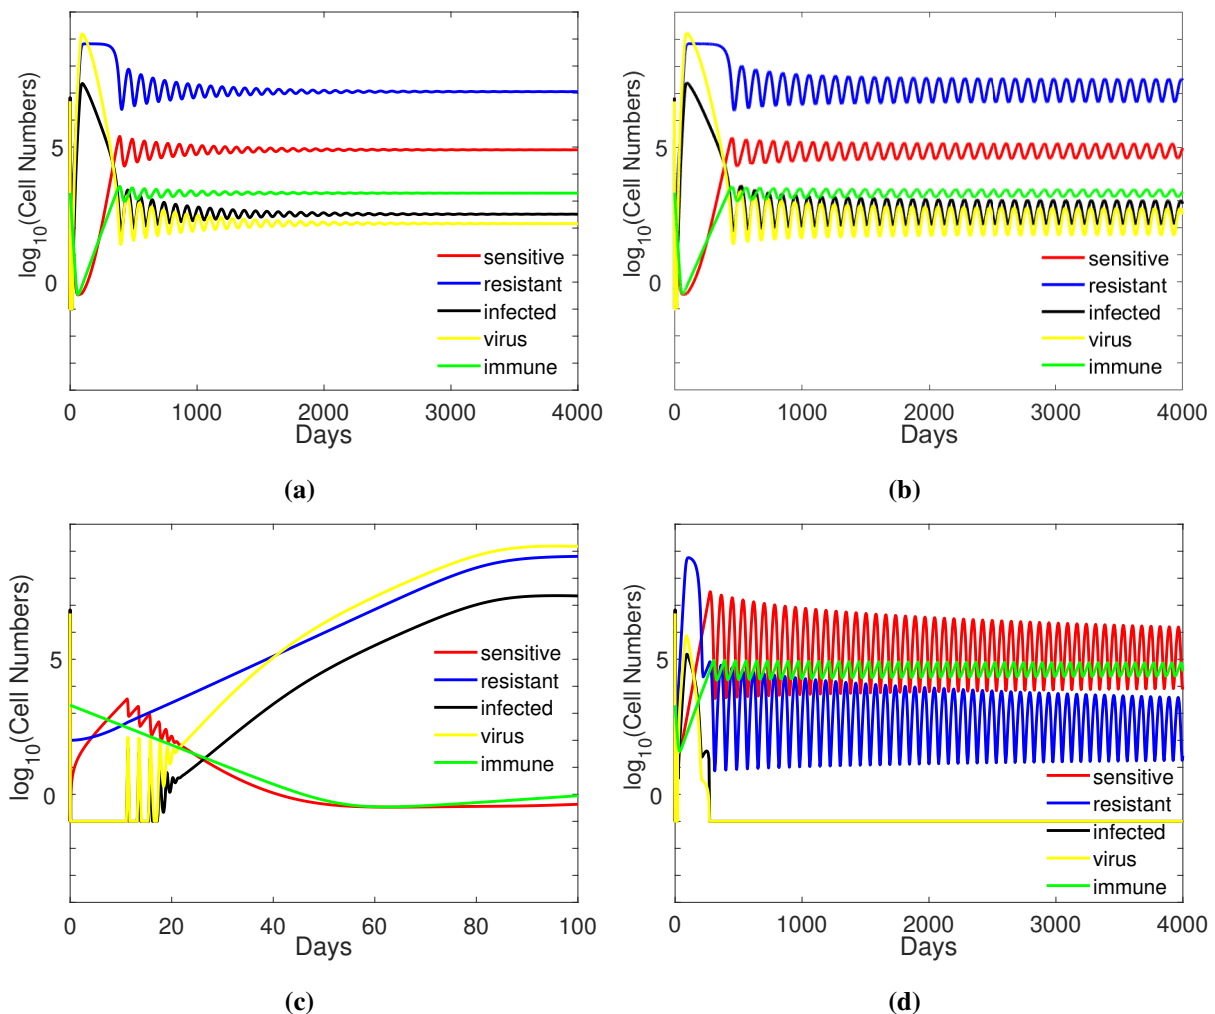 log10(Cell Numbers)
5
0
sensitive
resistant
infected
virus
immune
0 1000 2000 3000 4000
Days
(a)
log10(Cell Numbers)
5
0
sensitive
resistant
infected
virus
immune
0 1000 2000 3000 4000
Days
(b)
log10(Cell Numbers)
5
0
sensitive
resistant
infected
virus
immune
0 20 40 60 80 100
Days
(c)
log10(Cell Numbers)
5
0
sensitive
resistant
infected
virus
immune
0 1000 2000 3000 4000
Days
(d)